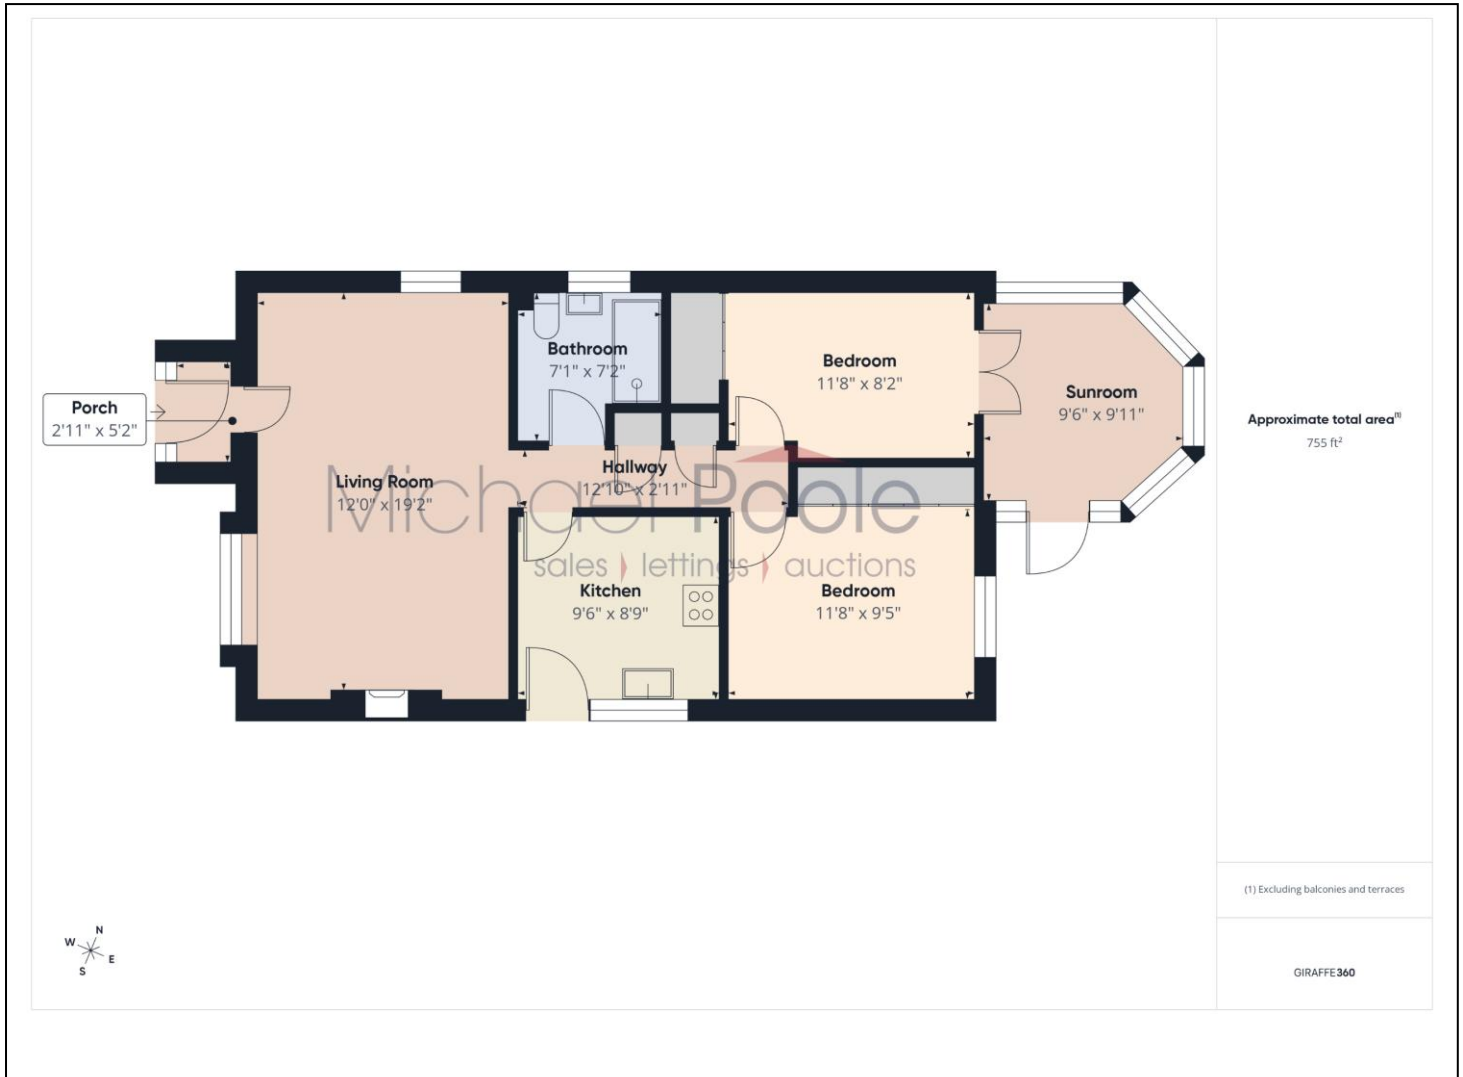 Bathroom
7'1" x 7'2"
Bedroom
11'8" x 8'2"
Sunroom
9'6" x 9'11"
Porch
2'11" x 5'2"
Living Room
12'0" x 19'2"
Hallway
12'10" x 2'11"
Michael Poole
sales lettings auctions
Kitchen
9'6" x 8'9"
Bedroom
11'8" x 9'5"
Approximate total area(1)
755 ft²
(1) Excluding balconies and terraces
GIRAFFE360
N
W
E
S